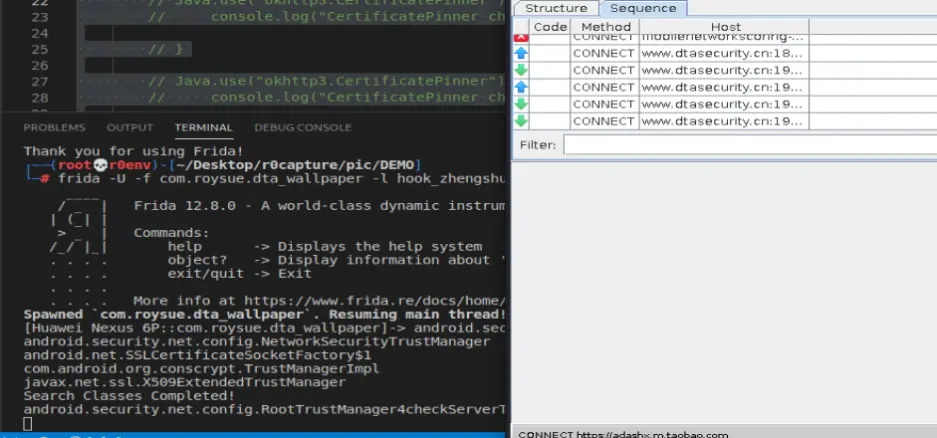 22 // Java.use("okhttp3.CertificatePinner")
23 // console.log("CertificatePinner ch
24
25 // }
26
27 // Java.use("okhttp3.CertificatePinner")
28 // console.log("CertificatePinner ch
PROBLEMS OUTPUT TERMINAL DEBUG CONSOLE
Thank you for using Frida!
(root💀r0env)-[~/Desktop/r0capture/pic/DEMO]
# frida -U -f com.roysue.dta_wallpaper -l hook_zhengshu
Frida 12.8.0 - A world-class dynamic instrum
Commands:
help -> Displays the help system
object? -> Display information about '
exit/quit -> Exit
More info at https://www.frida.re/docs/home/
Spawned `com.roysue.dta_wallpaper`. Resuming main thread!
[Huawei Nexus 6P::com.roysue.dta_wallpaper]-> android.sec
android.security.net.config.NetworkSecurityTrustManager
android.net.SSLCertificateSocketFactory$1
com.android.org.conscrypt.TrustManagerImpl
javax.net.ssl.X509ExtendedTrustManager
Search Classes Completed!
android.security.net.config.RootTrustManager4checkServerT
Structure Sequence
Code Method Host
CONNECT mobilenetworkscoring-...
CONNECT www.dtasecurity.cn:18...
CONNECT www.dtasecurity.cn:19...
CONNECT www.dtasecurity.cn:19...
CONNECT www.dtasecurity.cn:19...
CONNECT www.dtasecurity.cn:19...
Filter:
CONNECT https://adashx.m.taobao.com